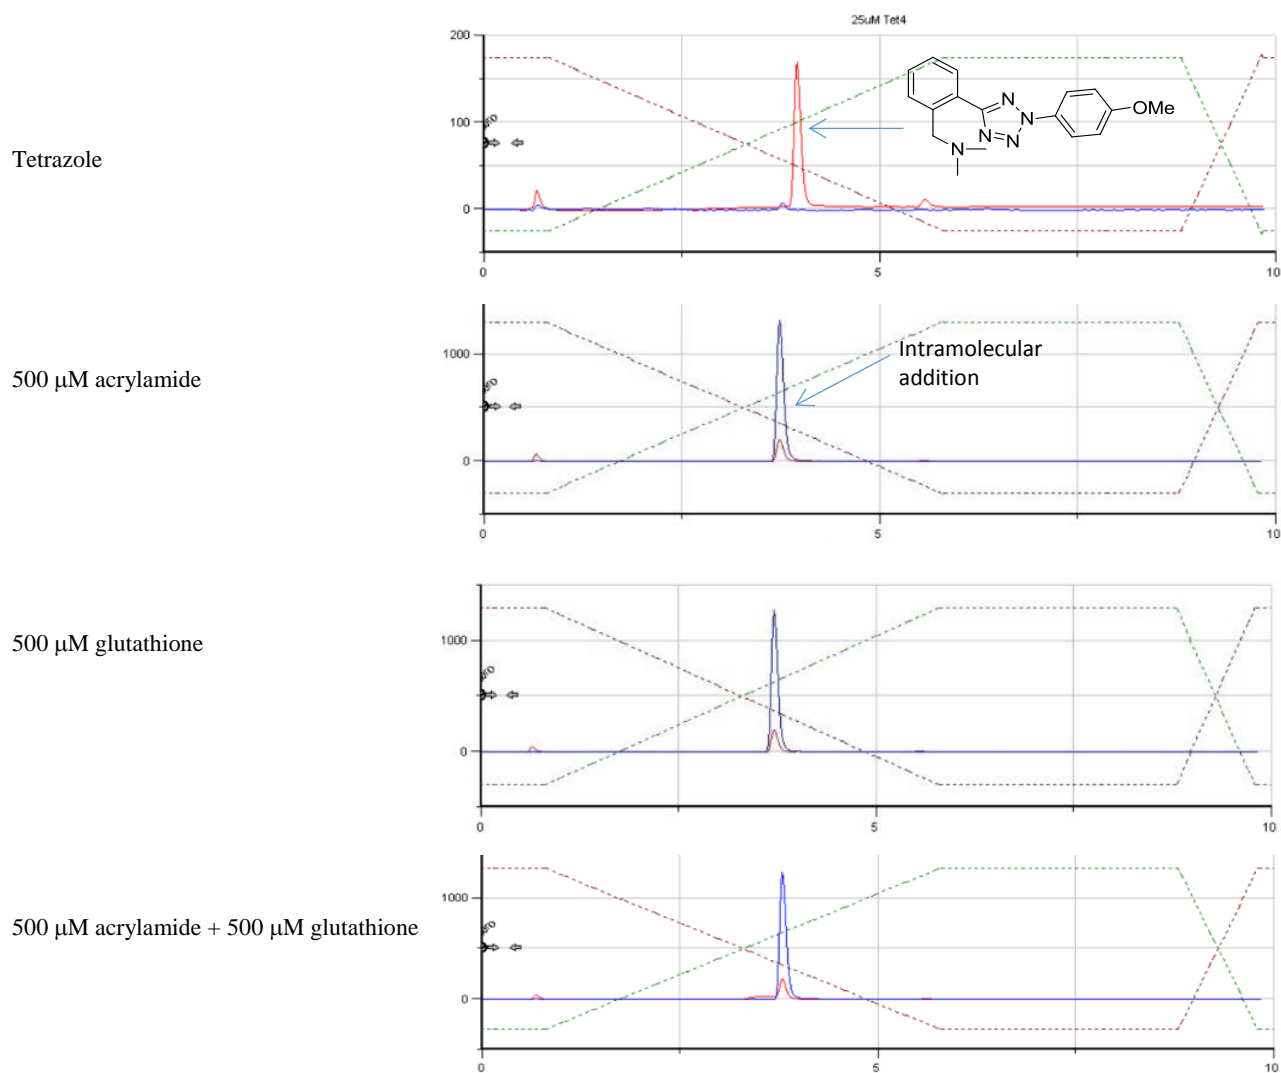 25uM Tet4
200
100
0
0
5
10
Tetrazole
N
N
N
N
N
OMe
500 μM acrylamide
1000
0
0
5
10
Intramolecular
addition
500 μM glutathione
1000
0
0
5
10
500 μM acrylamide + 500 μM glutathione
1000
0
0
5
10